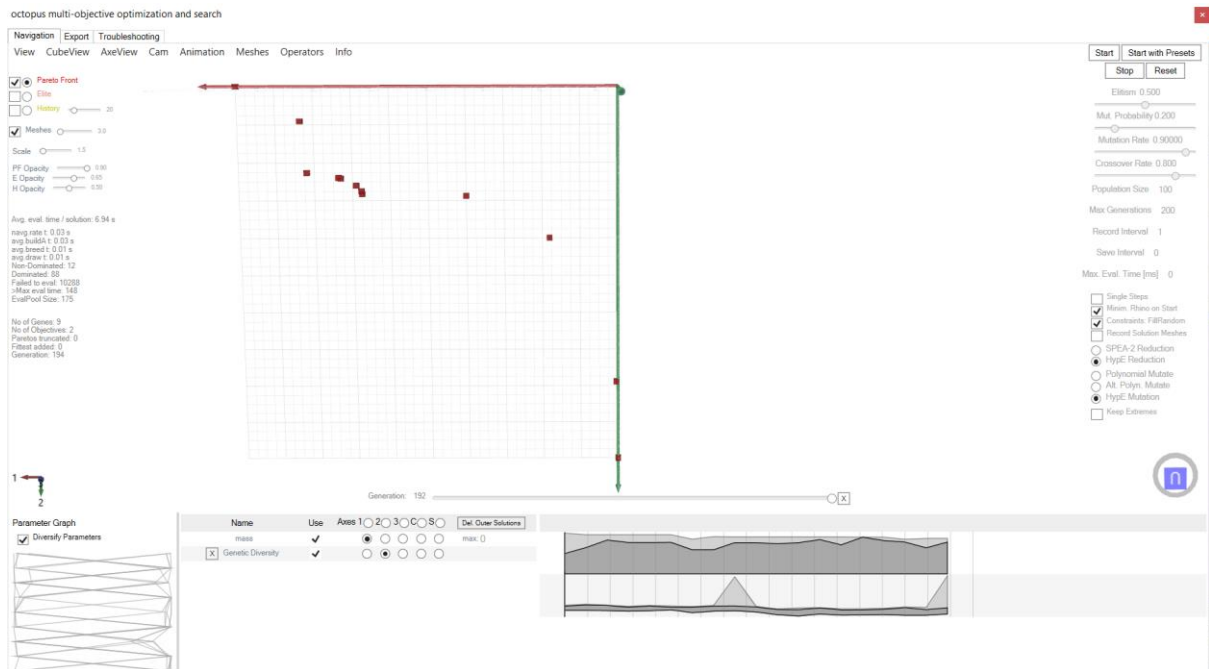 octopus multi-objective optimization and search
Navigation Export Troubleshooting
View CubeView AxeView Cam Animation Meshes Operators Info
Pareto Front
Elite
History 20
Meshes 3.0
Scale 1.5
PF Opacity 0.90
E Opacity 0.65
H Opacity 0.50
Avg. eval. time / solution: 6.94 s
navg.rate t: 0.03 s
avg.buildA t: 0.03 s
avg.breed t: 0.01 s
avg.draw t: 0.01 s
Non-Dominated: 12
Dominated: 88
Failed to eval: 10288
>Max eval time: 148
EvalPool Size: 175
No of Genes: 9
No of Objectives: 2
Paretos truncated: 0
Fittest added: 0
Generation: 194
1
2
Start Start with Presets
Stop Reset
Elitism 0.500
Mut. Probability 0.200
Mutation Rate 0.90000
Crossover Rate 0.800
Population Size 100
Max Generations 200
Record Interval 1
Save Interval 0
Max. Eval. Time [ms] 0
Single Steps
Minim. Rhino on Start
Constraints: FillRandom
Record Solution Meshes
SPEA-2 Reduction
HypE Reduction
Polynomial Mutate
Alt. Polyn. Mutate
HypE Mutation
Keep Extremes
Generation: 192 X
Parameter Graph
Diversify Parameters
Name Use Axes 1 2 3 C S Del. Outer Solutions
mass max: ()
X Genetic Diversity